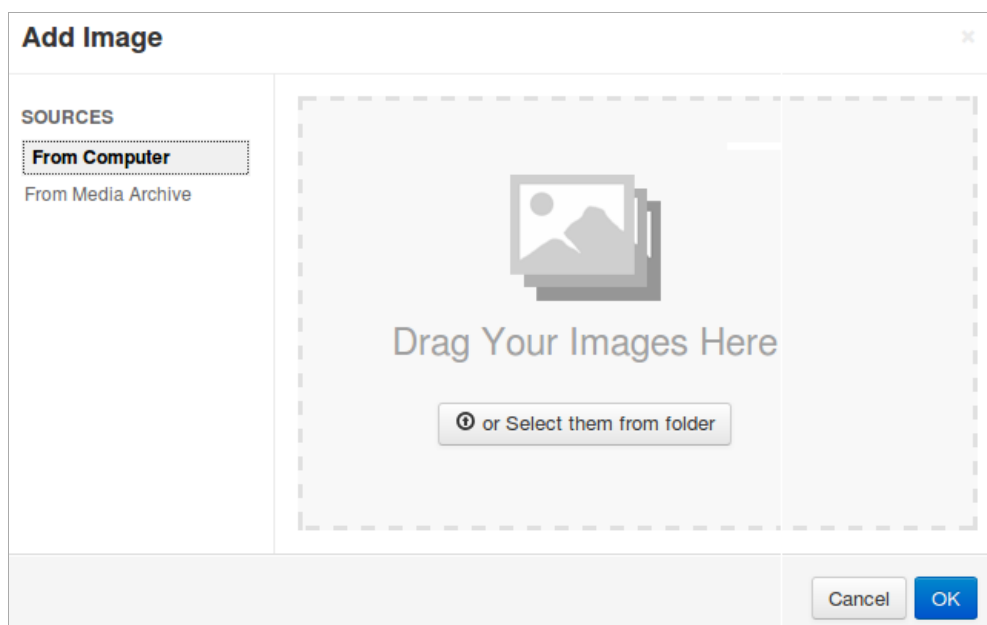 Add Image
×
SOURCES
From Computer
From Media Archive
Drag Your Images Here
or Select them from folder
Cancel
OK